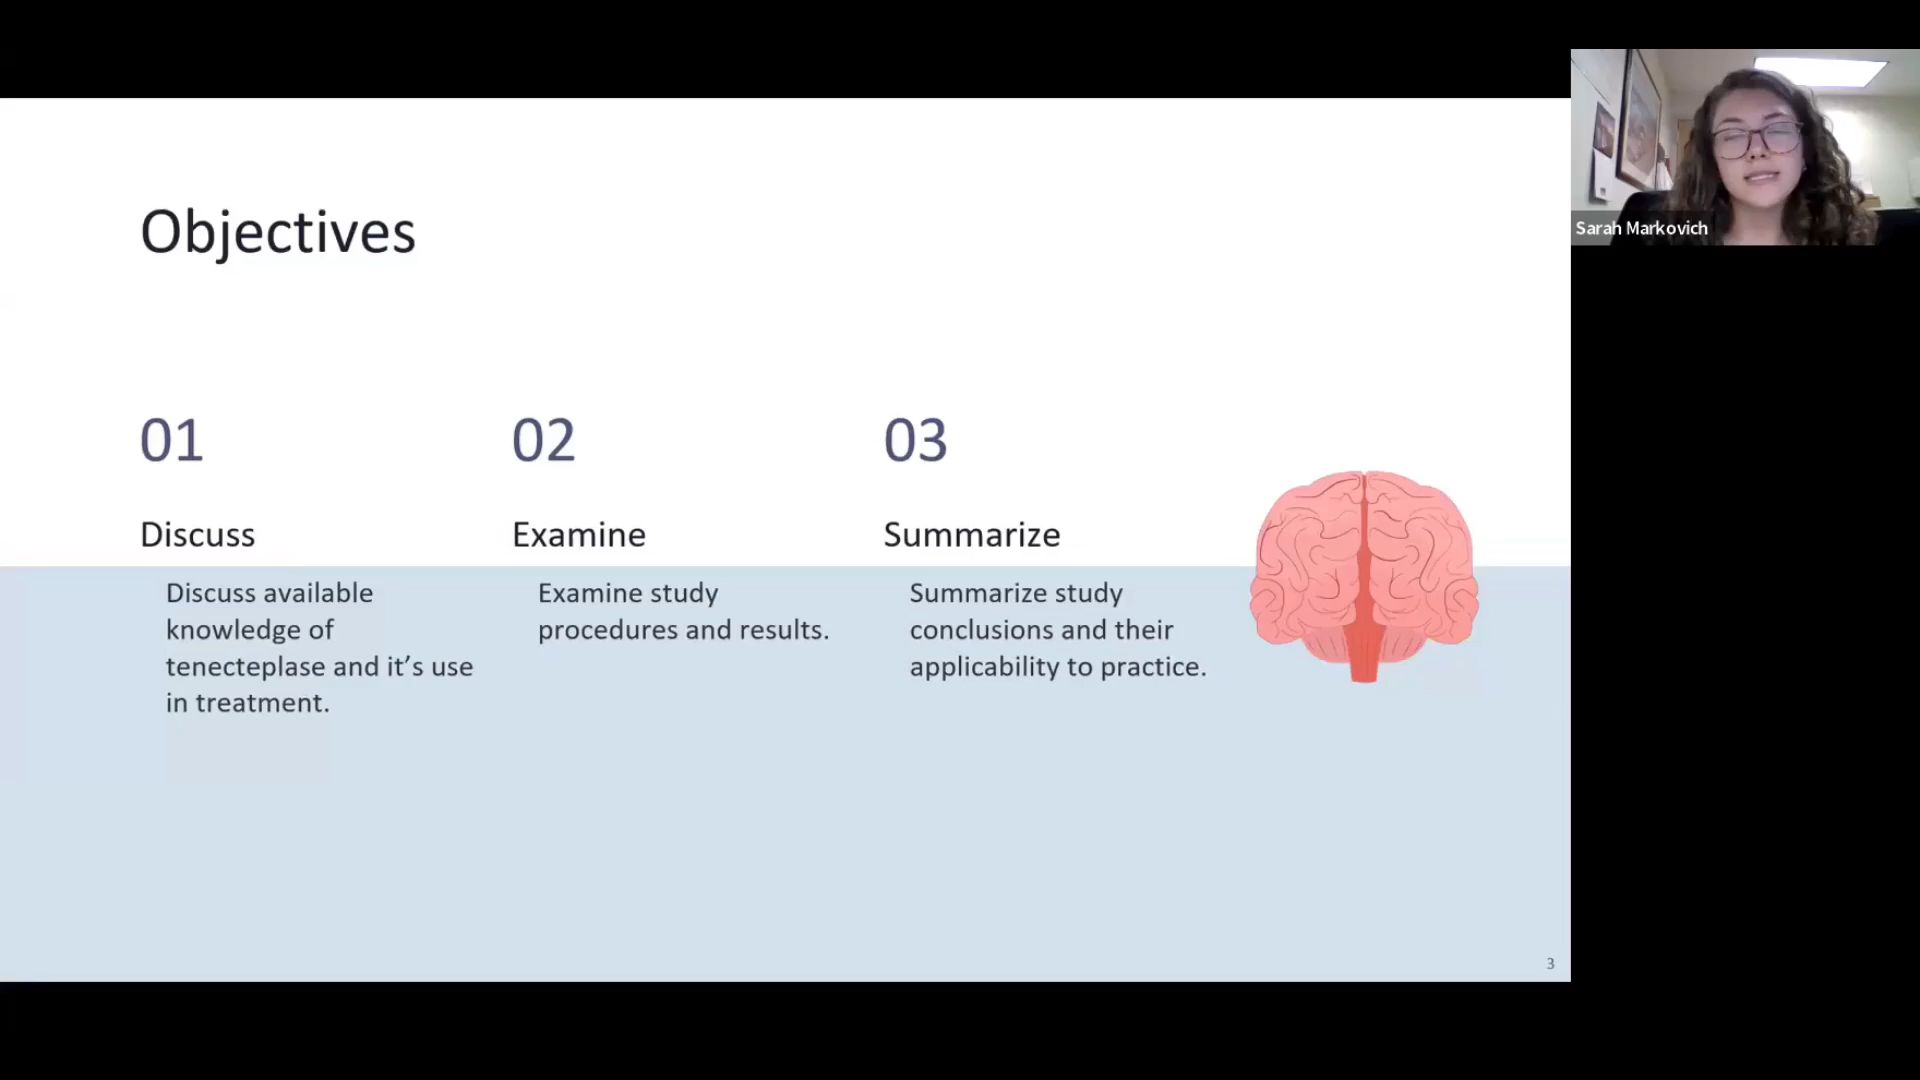 Objectives
01
Discuss
Discuss available
knowledge of
tenecteplase and it’s use
in treatment.
02
Examine
Examine study
procedures and results.
03
Summarize
Summarize study
conclusions and their
applicability to practice.
3
Sarah Markovich